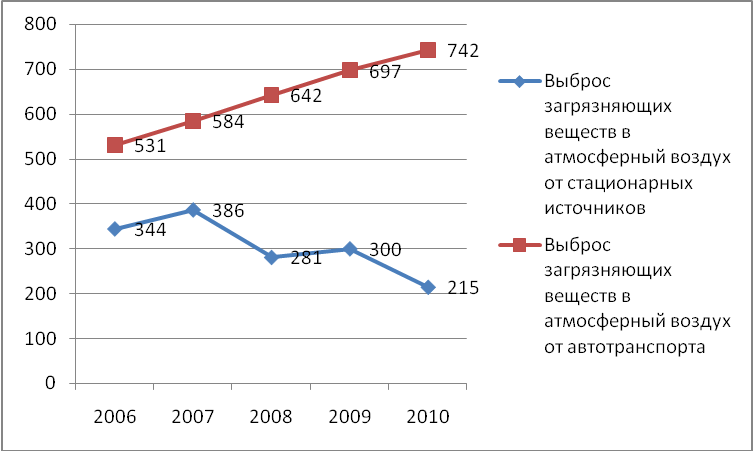 800
700
600
500
400
300
200
100
0
742
697
642
584
531
386
344
281
300
215
2006 2007 2008 2009 2010
Выброс
загрязняющих
веществ в
атмосферный воздух
от стационарных
источников
Выброс
загрязняющих
веществ в
атмосферный воздух
от автотранспорта